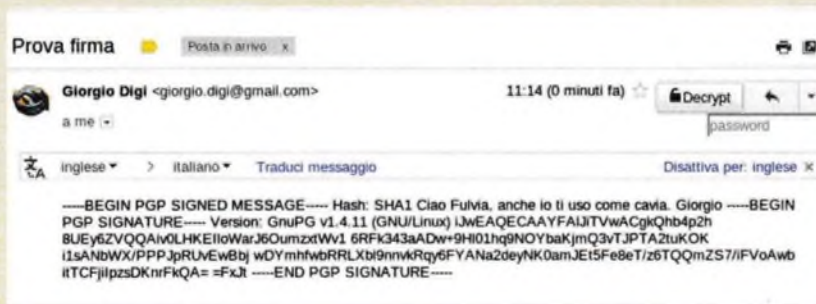 Prova firma Posta in arrivo x
Giorgio Digi <giorgio.digi@gmail.com> 11:14 (0 minuti fa) Decrypt
a me password
inglese > italiano Traduci messaggio Disattiva per: inglese x
-----BEGIN PGP SIGNED MESSAGE----- Hash: SHA1 Ciao Fulvia, anche io ti uso come cavia. Giorgio -----BEGIN
PGP SIGNATURE----- Version: GnuPG v1.4.11 (GNU/Linux) iJwEAQECAAYFAlJiTVwACgkQhb4p2h
8UEy6ZVQQAiv0LHKEIloWarJ6OumzxtWv1 6RFk343aADw+9HI01hq9NOYbaKjmQ3vTJPTA2tuKOK
i1sANbWX/PPPJpRUvEwBbj wDYmhfwbRRLXbl9nnvkRqy6FYANa2deyNK0amJEt5Fe8eT/z6TQQmZS7/iFVoAwb
itTCFjiIpzsDKnrFkQA= =FxJt -----END PGP SIGNATURE-----